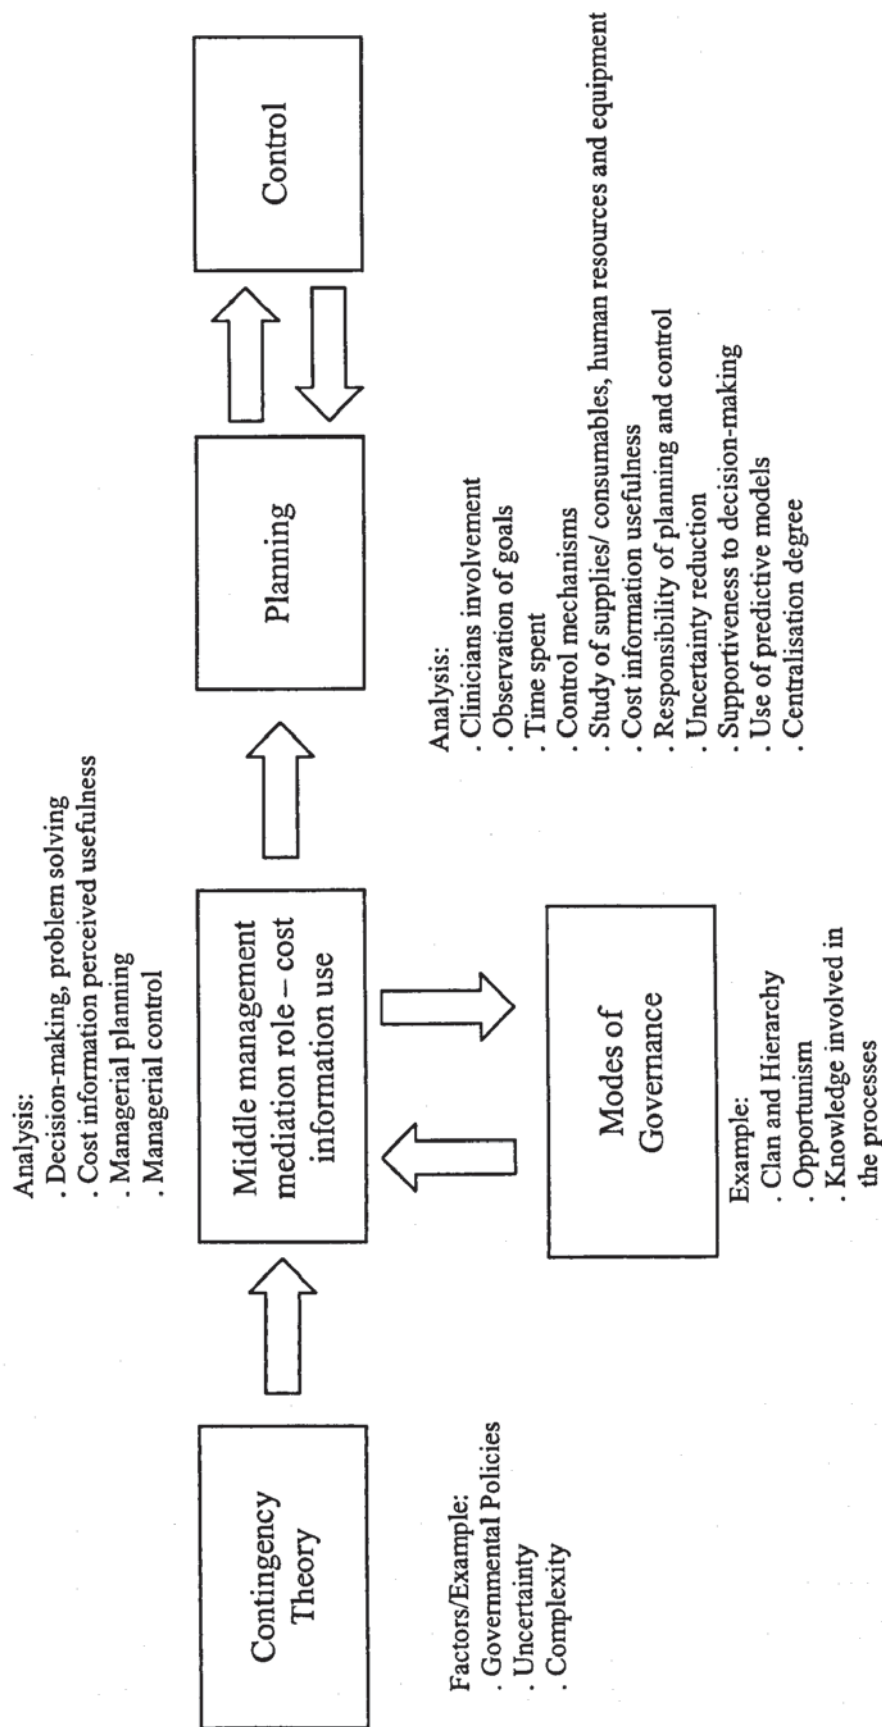 Analysis:
. Decision-making, problem solving
. Cost information perceived usefulness
. Managerial planning
. Managerial control
Contingency
Theory
Middle management
mediation role – cost
information use
Planning
Control
Factors/Example:
. Governmental Policies
. Uncertainty
. Complexity
Modes of
Governance
Example:
. Clan and Hierarchy
. Opportunism
. Knowledge involved in
the processes
Analysis:
. Clinicians involvement
. Observation of goals
. Time spent
. Control mechanisms
. Study of supplies/ consumables, human resources and equipment
. Cost information usefulness
. Responsibility of planning and control
. Uncertainty reduction
. Supportiveness to decision-making
. Use of predictive models
. Centralisation degree